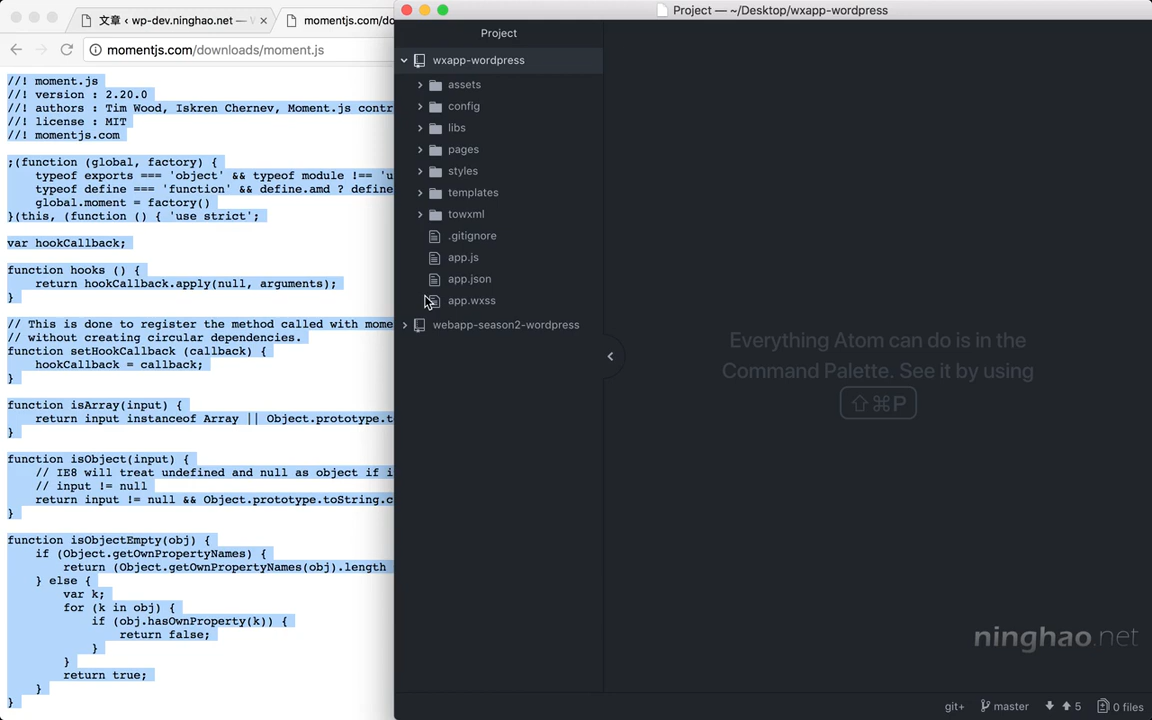 文章 ‹ wp-dev.ninghao.net —
momentjs.com/do
momentjs.com/downloads/moment.js
//! moment.js
//! version : 2.20.0
//! authors : Tim Wood, Iskren Chernev, Moment.js contr
//! license : MIT
//! momentjs.com
;(function (global, factory) {
typeof exports === 'object' && typeof module !== 'u
typeof define === 'function' && define.amd ? define
global.moment = factory()
}(this, (function () { 'use strict';
var hookCallback;
function hooks () {
return hookCallback.apply(null, arguments);
}
// This is done to register the method called with mome
// without creating circular dependencies.
function setHookCallback (callback) {
hookCallback = callback;
}
function isArray(input) {
return input instanceof Array || Object.prototype.t
}
function isObject(input) {
// IE8 will treat undefined and null as object if i
// input != null
return input != null && Object.prototype.toString.c
}
function isObjectEmpty(obj) {
if (Object.getOwnPropertyNames) {
return (Object.getOwnPropertyNames(obj).length
} else {
var k;
for (k in obj) {
if (obj.hasOwnProperty(k)) {
return false;
}
}
return true;
}
}
Project — ~/Desktop/wxapp-wordpress
Project
wxapp-wordpress
assets
config
libs
pages
styles
templates
towxml
.gitignore
app.js
app.json
app.wxss
webapp-season2-wordpress
Everything Atom can do is in the
Command Palette. See it by using
⇧⌘P
ninghao.net
git+ master 5 0 files